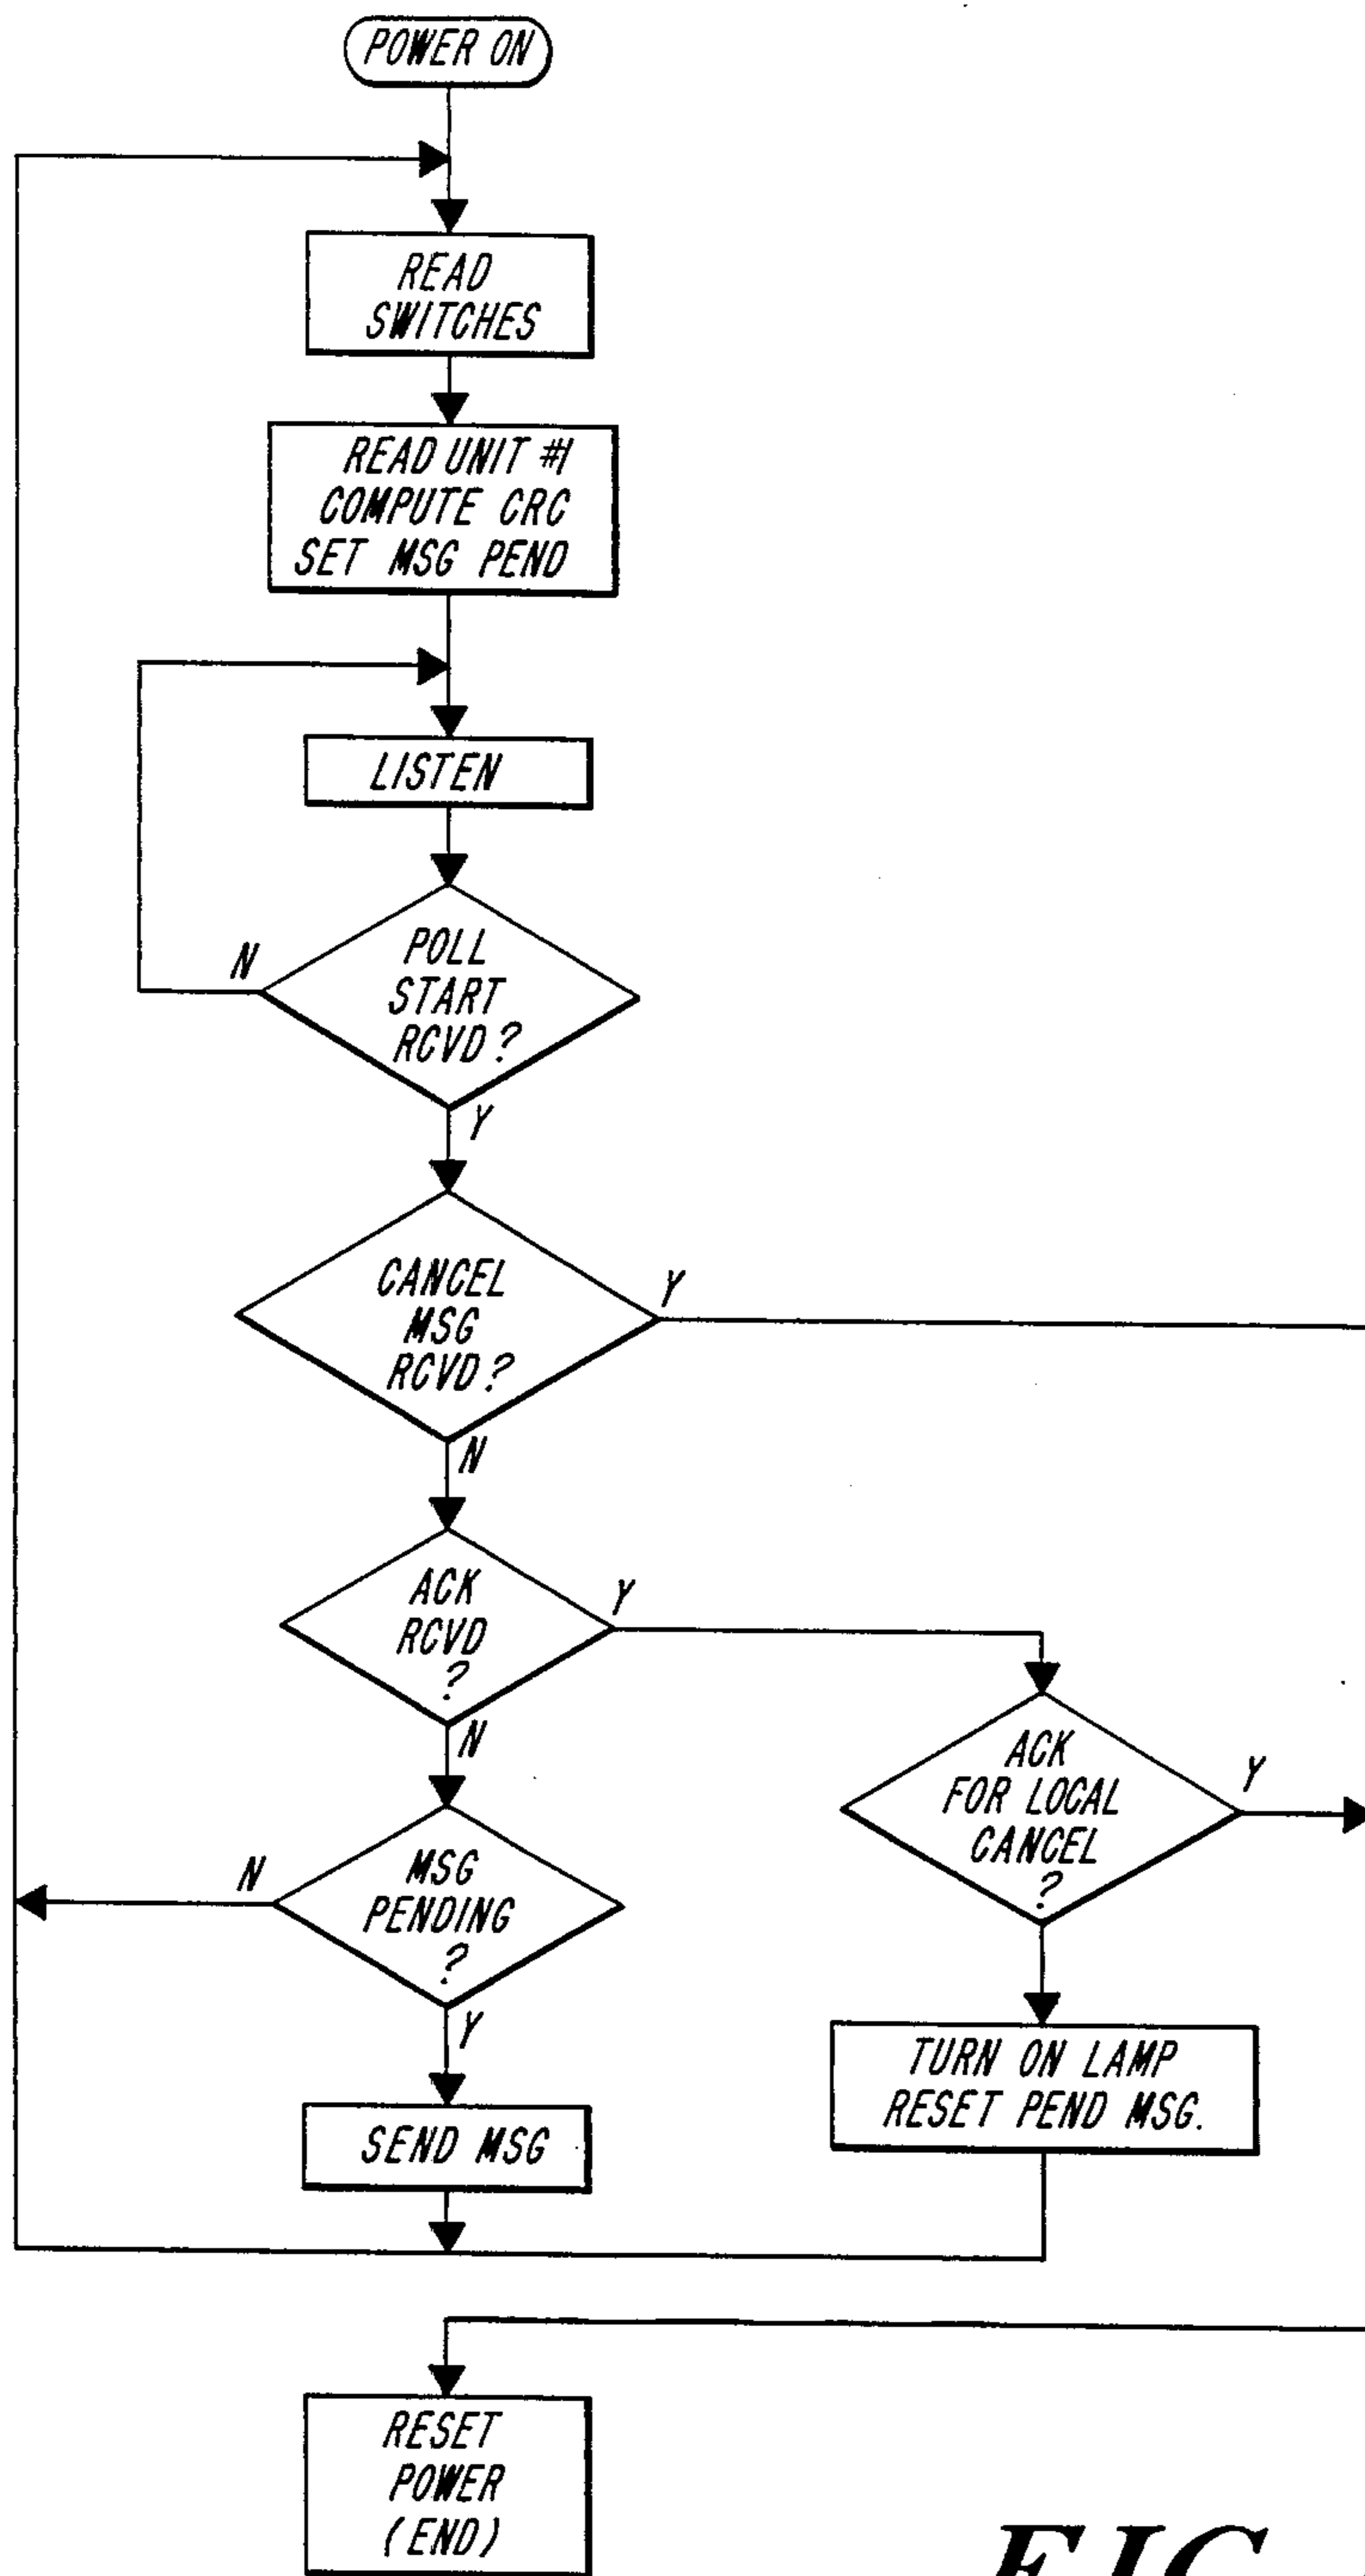 POWER ON
READ
SWITCHES
READ UNIT #1
COMPUTE CRC
SET MSG PEND
LISTEN
POLL
START
RCVD?
N
Y
CANCEL
MSG
RCVD?
Y
N
ACK
RCVD
?
Y
N
ACK
FOR LOCAL
CANCEL
?
Y
MSG
PENDING
?
N
Y
TURN ON LAMP
RESET PEND MSG.
SEND MSG
RESET
POWER
(END)
FIG